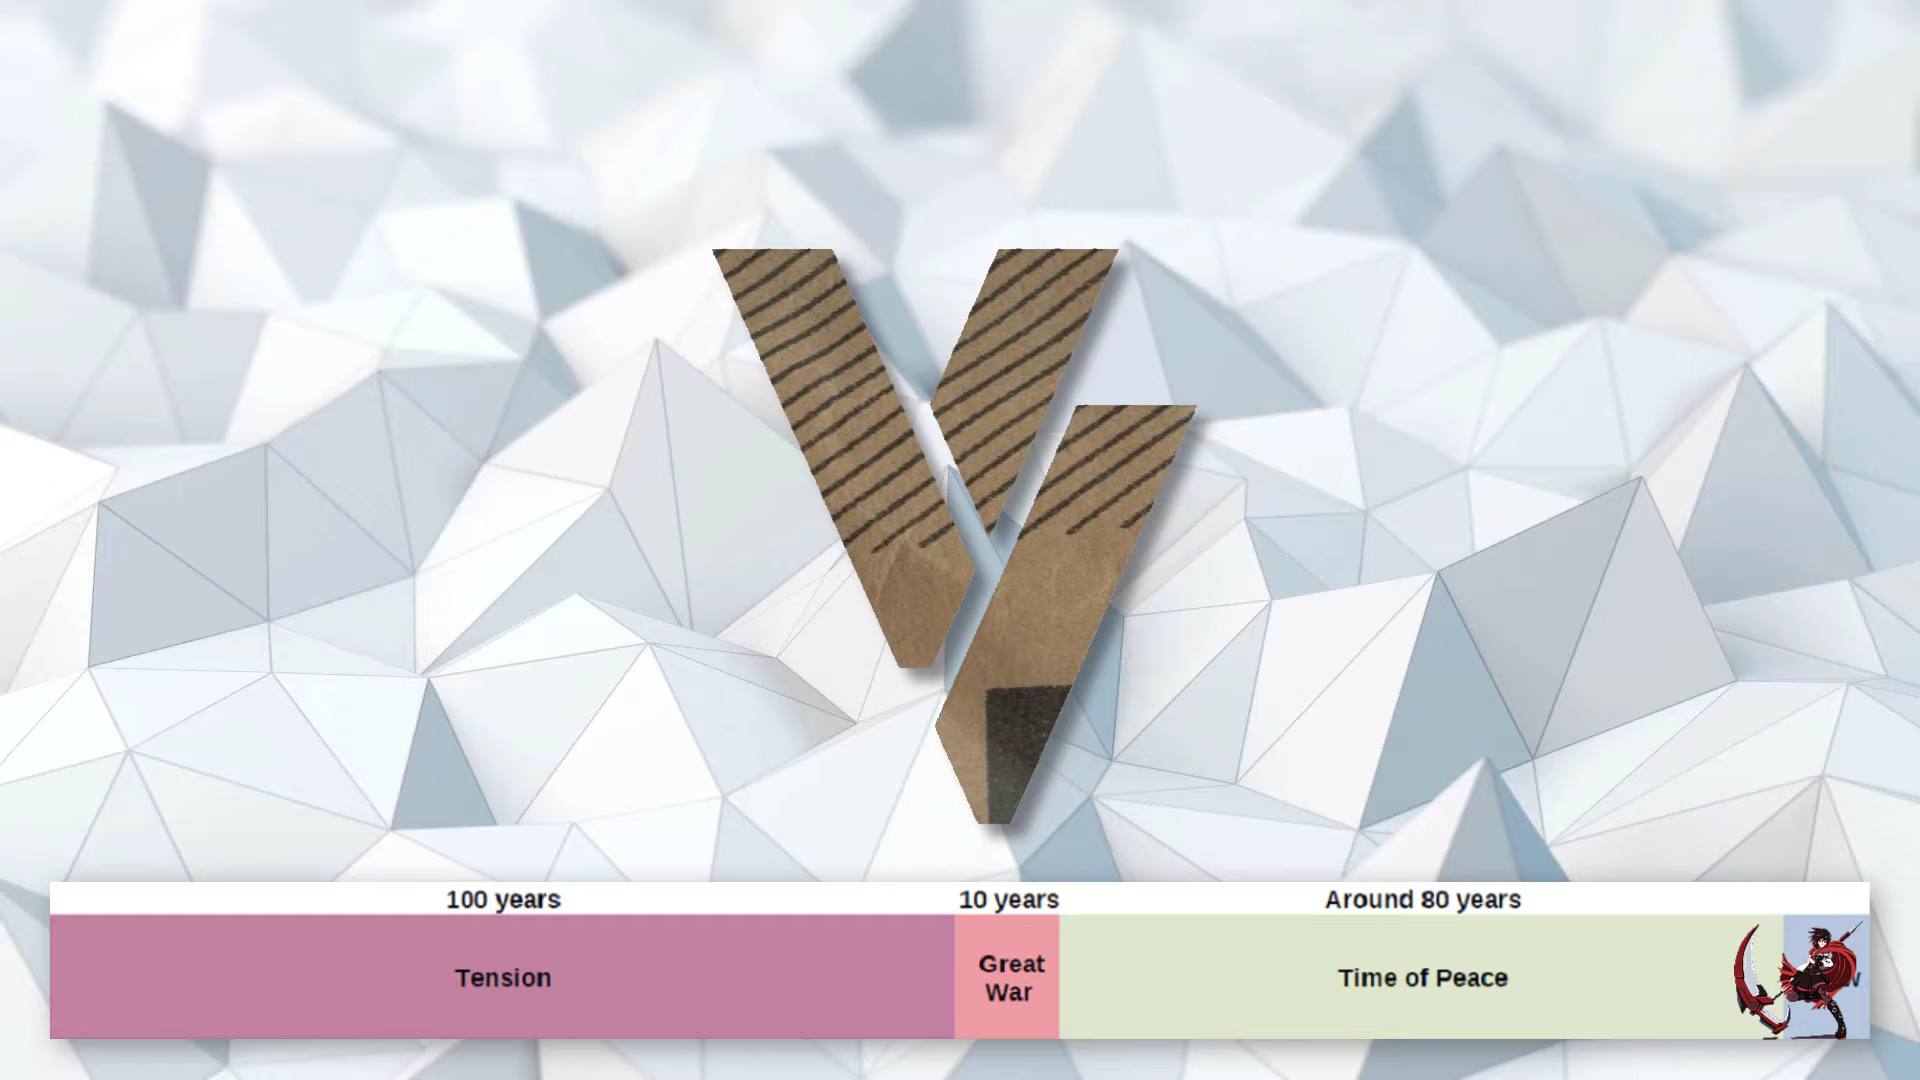 100 years
10 years
Around 80 years
Tension
Great
War
Time of Peace